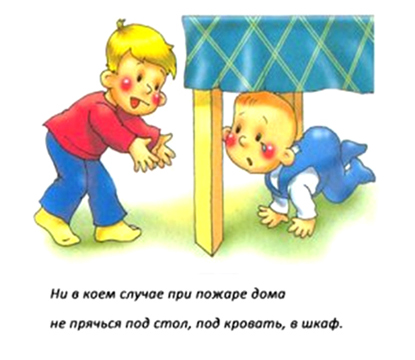 Ни в коем случае при пожаре дома
не прячься под стол, под кровать, в шкаф.